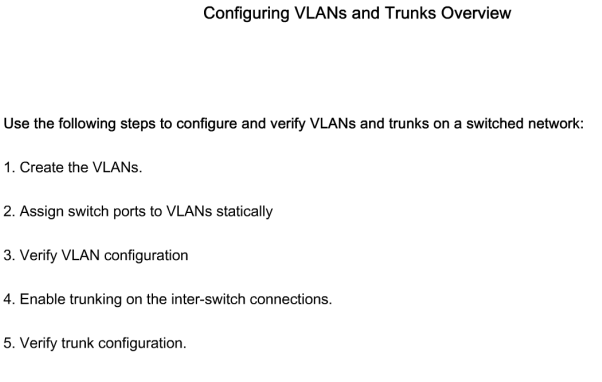 Configuring VLANs and Trunks Overview
Use the following steps to configure and verify VLANs and trunks on a switched network:
1. Create the VLANs.
2. Assign switch ports to VLANs statically
3. Verify VLAN configuration
4. Enable trunking on the inter-switch connections.
5. Verify trunk configuration.